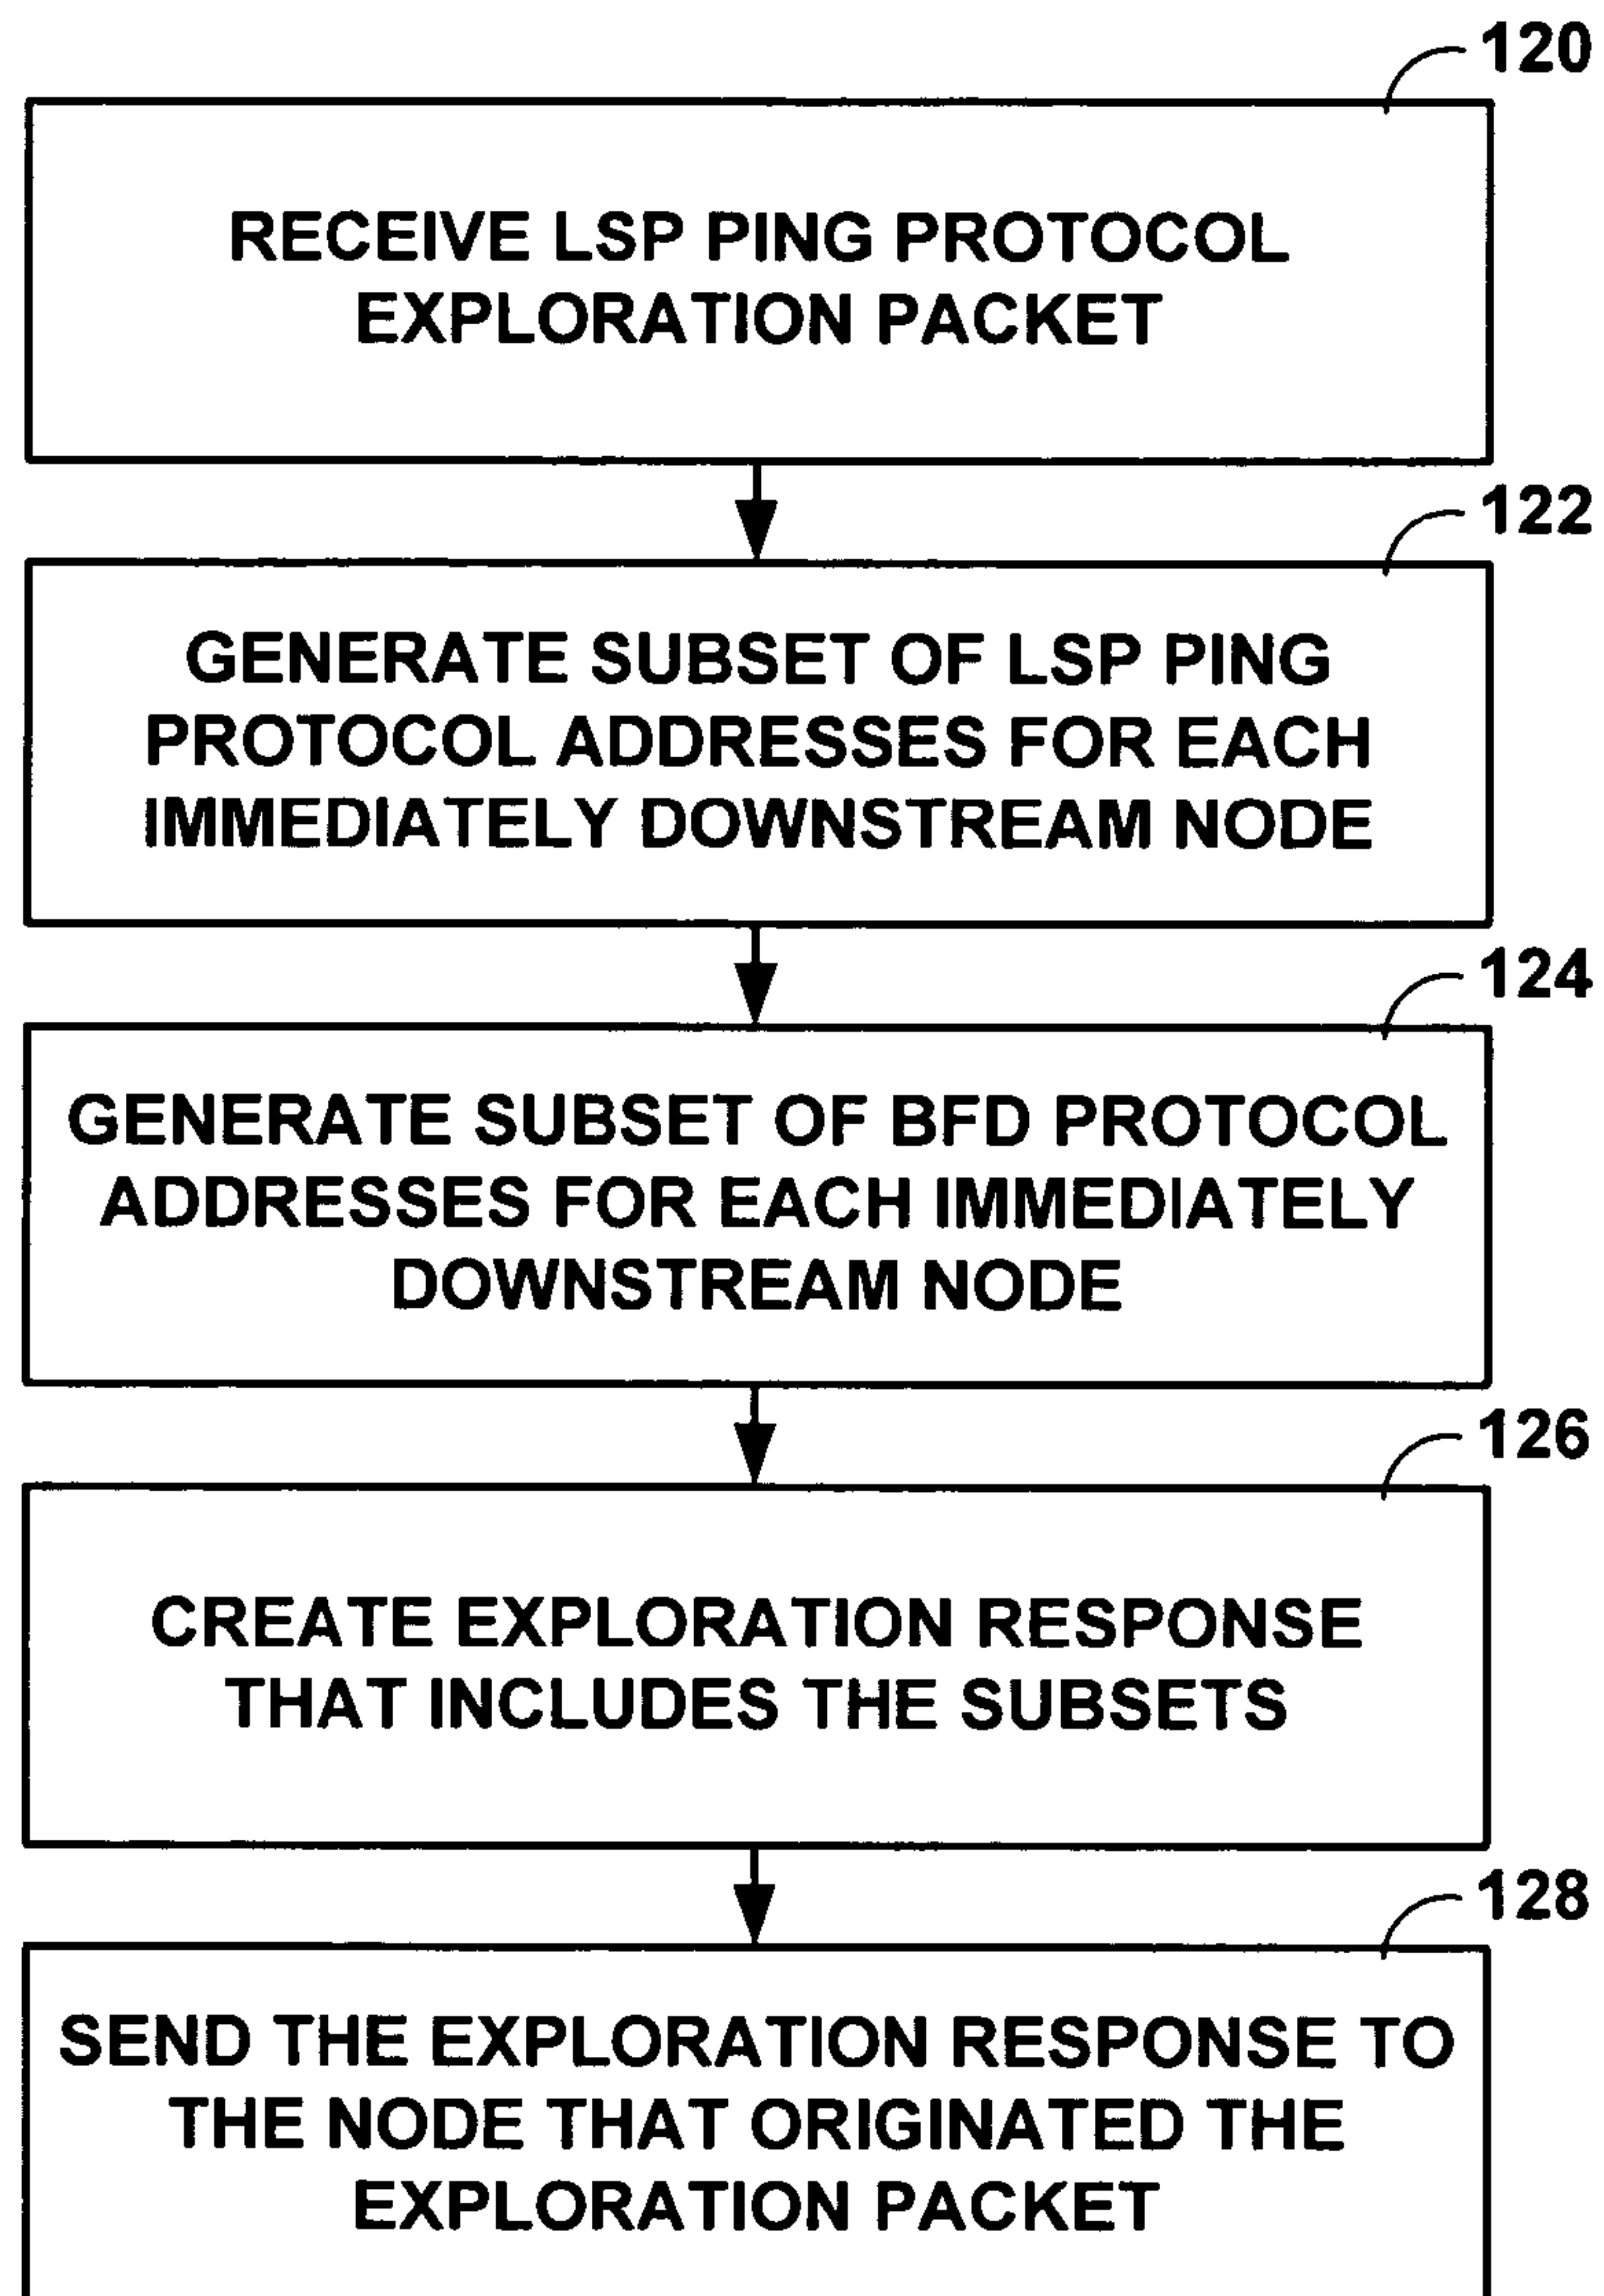 120
RECEIVE LSP PING PROTOCOL
EXPLORATION PACKET
122
GENERATE SUBSET OF LSP PING
PROTOCOL ADDRESSES FOR EACH
IMMEDIATELY DOWNSTREAM NODE
124
GENERATE SUBSET OF BFD PROTOCOL
ADDRESSES FOR EACH IMMEDIATELY
DOWNSTREAM NODE
126
CREATE EXPLORATION RESPONSE
THAT INCLUDES THE SUBSETS
128
SEND THE EXPLORATION RESPONSE TO
THE NODE THAT ORIGINATED THE
EXPLORATION PACKET